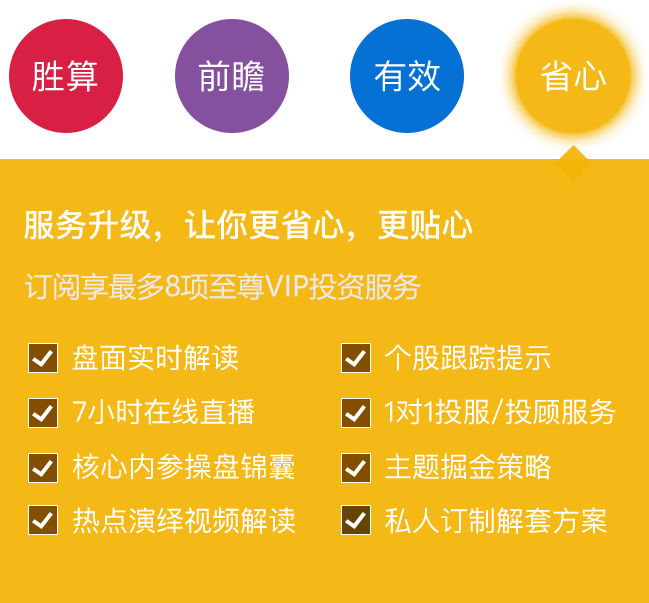 胜算
前瞻
有效
省心
服务升级，让你更省心，更贴心
订阅享最多8项至尊VIP投资服务
盘面实时解读
个股跟踪提示
7小时在线直播
1对1投服/投顾服务
核心内参操盘锦囊
主题掘金策略
热点演绎视频解读
私人订制解套方案